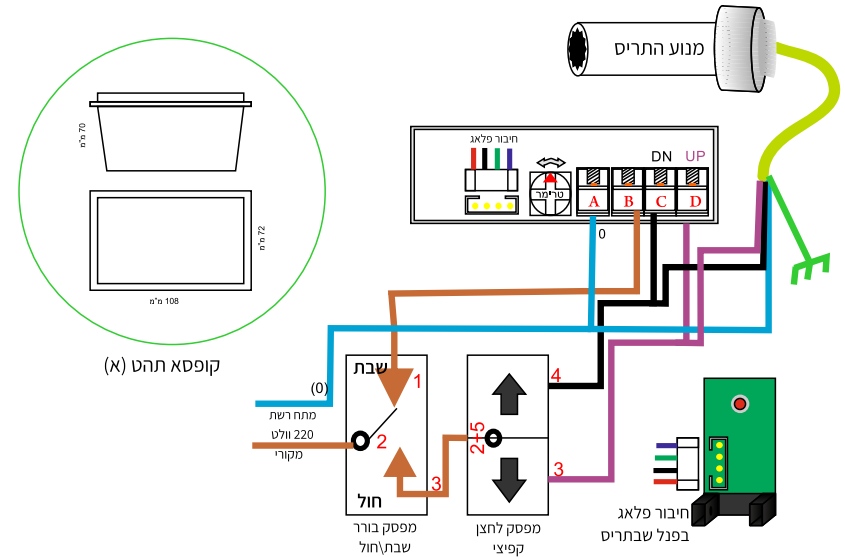 מנוע התריס
חיבור פלאג
DN
UP
טרימר
A
B
C
D
0
70 מ"מ
72 מ"מ
108 מ"מ
קופסא תהט (א)
(0)
מתח רשת
220 וולט
מקורי
שבת
1
2
3
חול
מפסק בורר
שבת\חול
4
2+5
3
מפסק לחצן
קפיצי
חיבור פלאג
בפנל שבתריס